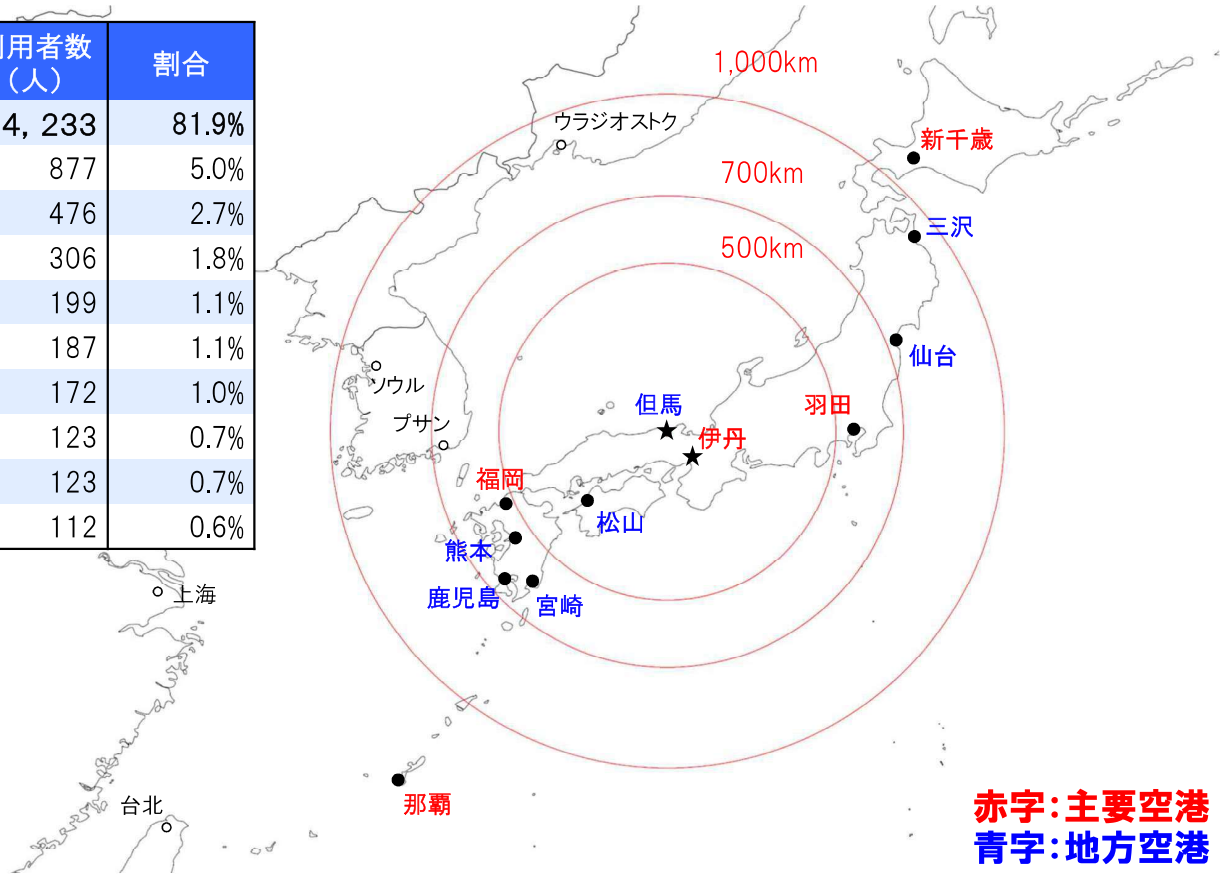 用者数
（人）
割合
4, 233
81.9%
877
5.0%
476
2.7%
306
1.8%
199
1.1%
187
1.1%
172
1.0%
123
0.7%
123
0.7%
112
0.6%
1,000km
ウラジオストク
新千歳
700km
三沢
500km
仙台
ソウル
但馬
羽田
プサン
伊丹
福岡
松山
熊本
鹿児島
宮崎
上海
那覇
台北
赤字:主要空港
青字:地方空港